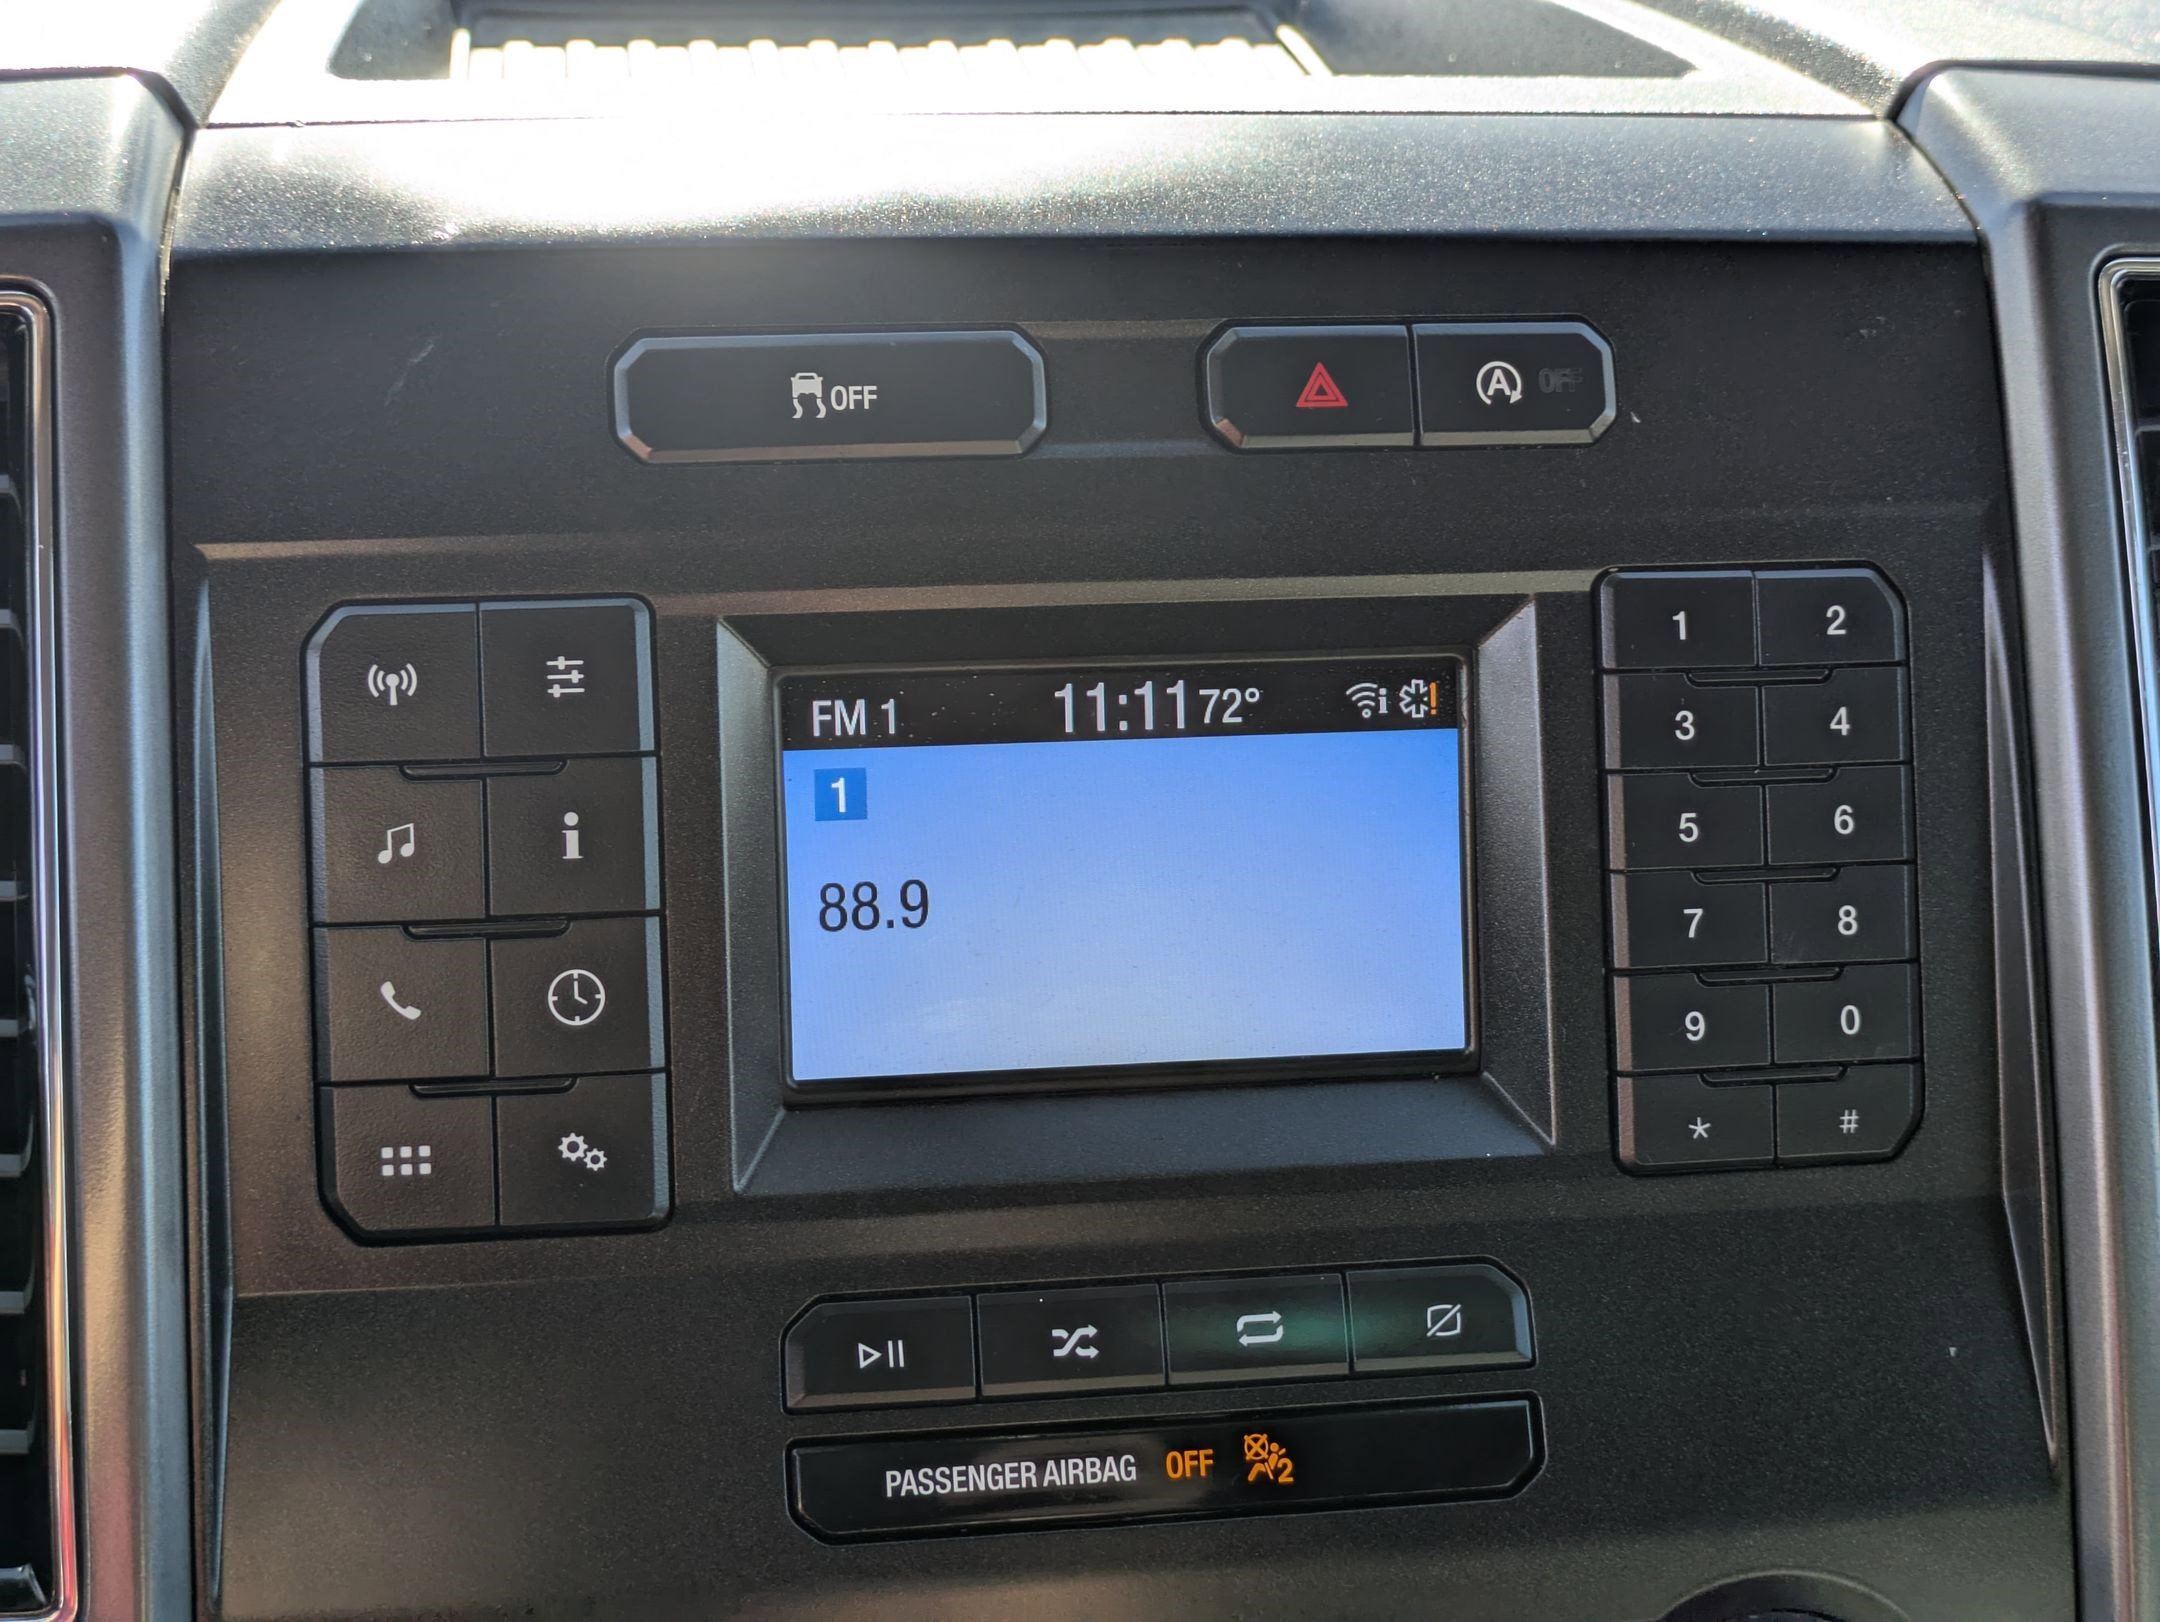 OFF
A OFF
FM 1 11:11 72° i !
1
88.9
i
1 2
3 4
5 6
7 8
9 0
* #
PASSENGER AIRBAG OFF 2